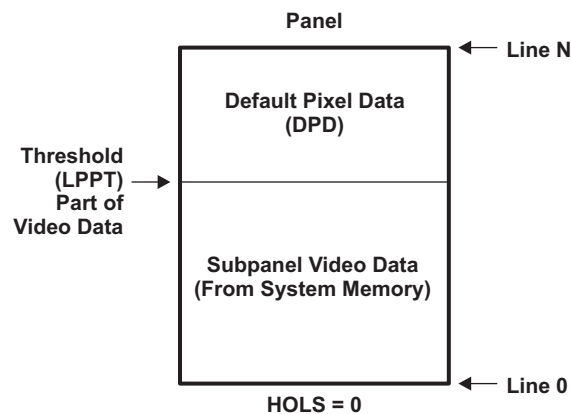 Panel
Line N
Default Pixel Data
(DPD)
Threshold
(LPPT)
Part of
Video Data
Subpanel Video Data
(From System Memory)
Line 0
HOLS = 0